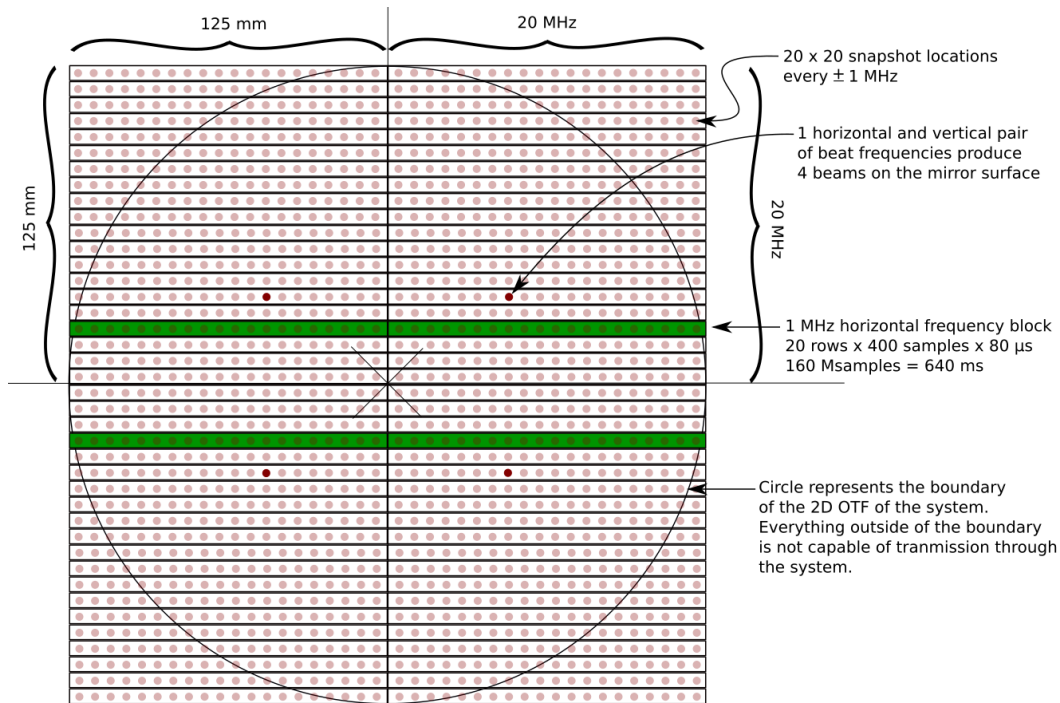 125 mm
20 MHz
20 x 20 snapshot locations
every ± 1 MHz
1 horizontal and vertical pair
of beat frequencies produce
4 beams on the mirror surface
125 mm
20 MHz
1 MHz horizontal frequency block
20 rows x 400 samples x 80 µs
160 Msamples = 640 ms
Circle represents the boundary
of the 2D OTF of the system.
Everything outside of the boundary
is not capable of tranmission through
the system.